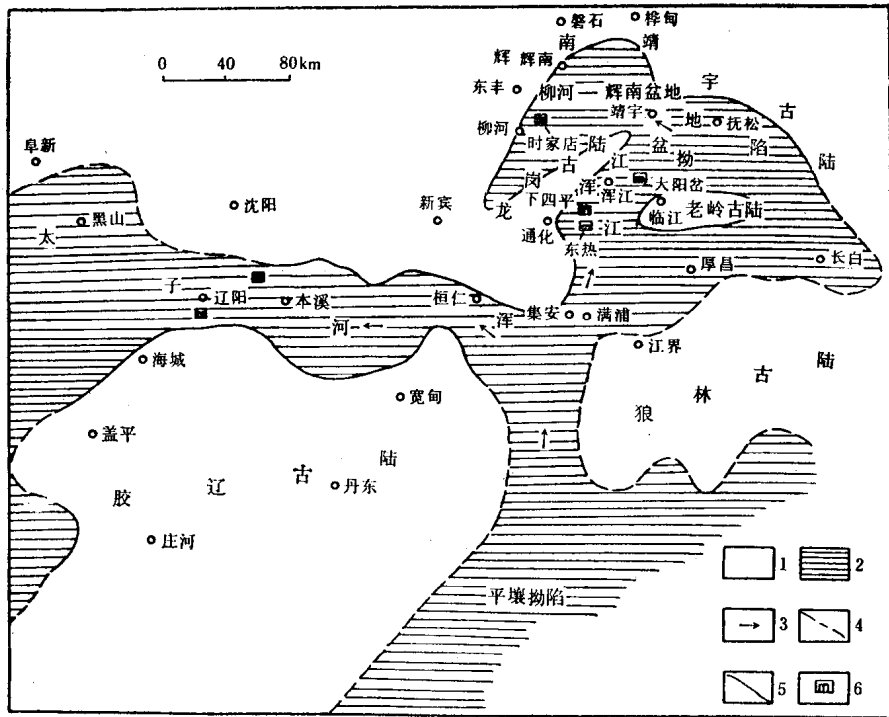 磐石 桦甸
南 靖
辉 辉南 宇
0 40 80km
东丰 柳河—辉南盆地 古
靖宇 地 抚松
柳河 时家店 陆 盆 陷
阜新 古 江 拗 陆
岗 浑 大阳岔
沈阳 新宾 下四平 浑江
太 黑山 龙 临江 老岭古陆
通化 江
东热
厚昌 长白
子
辽阳 本溪 桓仁 集安 满浦
河 浑
海城 江界
狼 林 古 陆
宽甸
盖平
胶 辽 古 陆
丹东
庄河
1 2
平壤拗陷
3 4
5 6